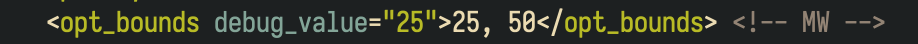 <opt_bounds debug_value="25">25, 50</opt_bounds> <!-- MW -->